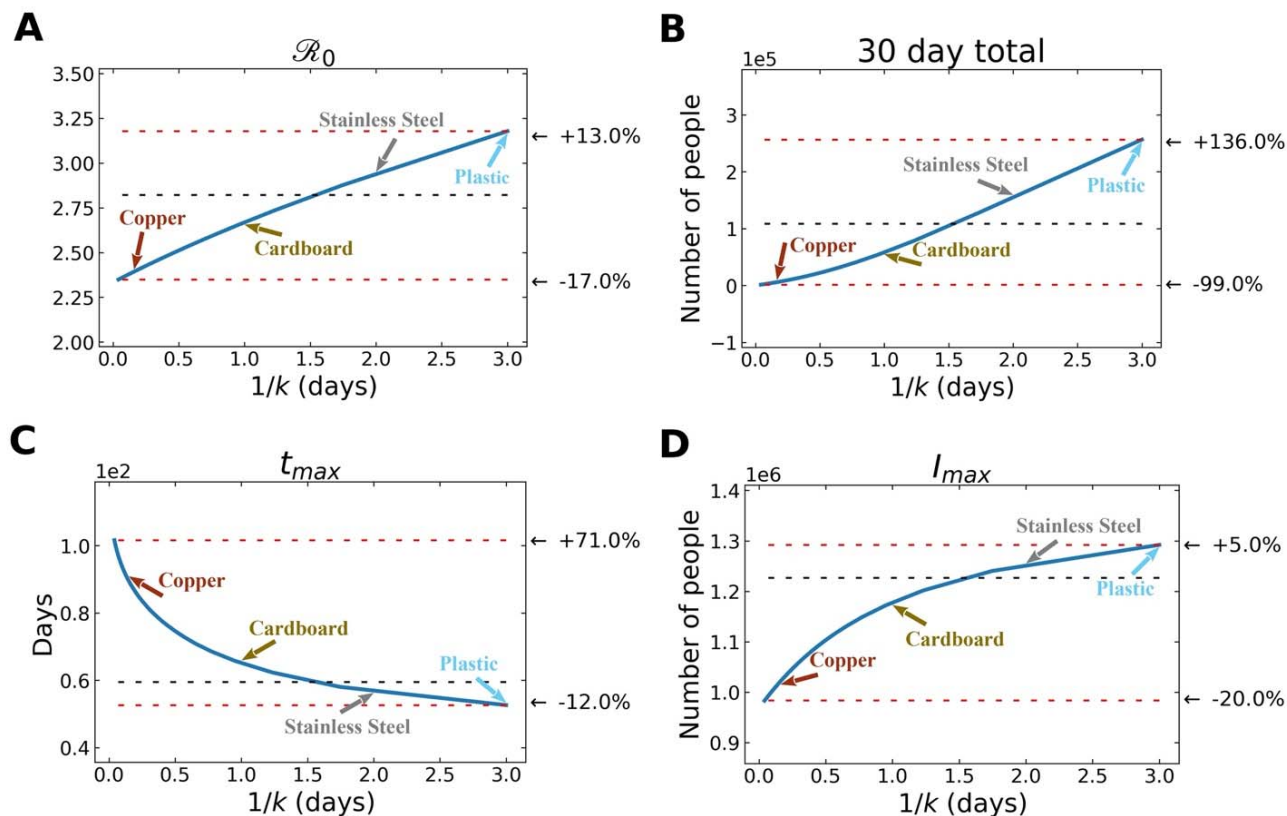 A
ℛ0
3.50
3.25
3.00
2.75
2.50
2.25
2.00
Stainless Steel
Plastic
Copper
Cardboard
← +13.0%
← -17.0%
0.0 0.5 1.0 1.5 2.0 2.5 3.0
1/k (days)
B
30 day total
1e5
Number of people
3
2
1
0
−1
Stainless Steel
Plastic
Copper
Cardboard
← +136.0%
← -99.0%
0.0 0.5 1.0 1.5 2.0 2.5 3.0
1/k (days)
C
tmax
1e2
Days
1.0
0.8
0.6
0.4
Copper
Cardboard
Plastic
Stainless Steel
← +71.0%
← -12.0%
0.0 0.5 1.0 1.5 2.0 2.5 3.0
1/k (days)
D
Imax
1e6
Number of people
1.4
1.3
1.2
1.1
1.0
0.9
Stainless Steel
Plastic
Cardboard
Copper
← +5.0%
← -20.0%
0.0 0.5 1.0 1.5 2.0 2.5 3.0
1/k (days)